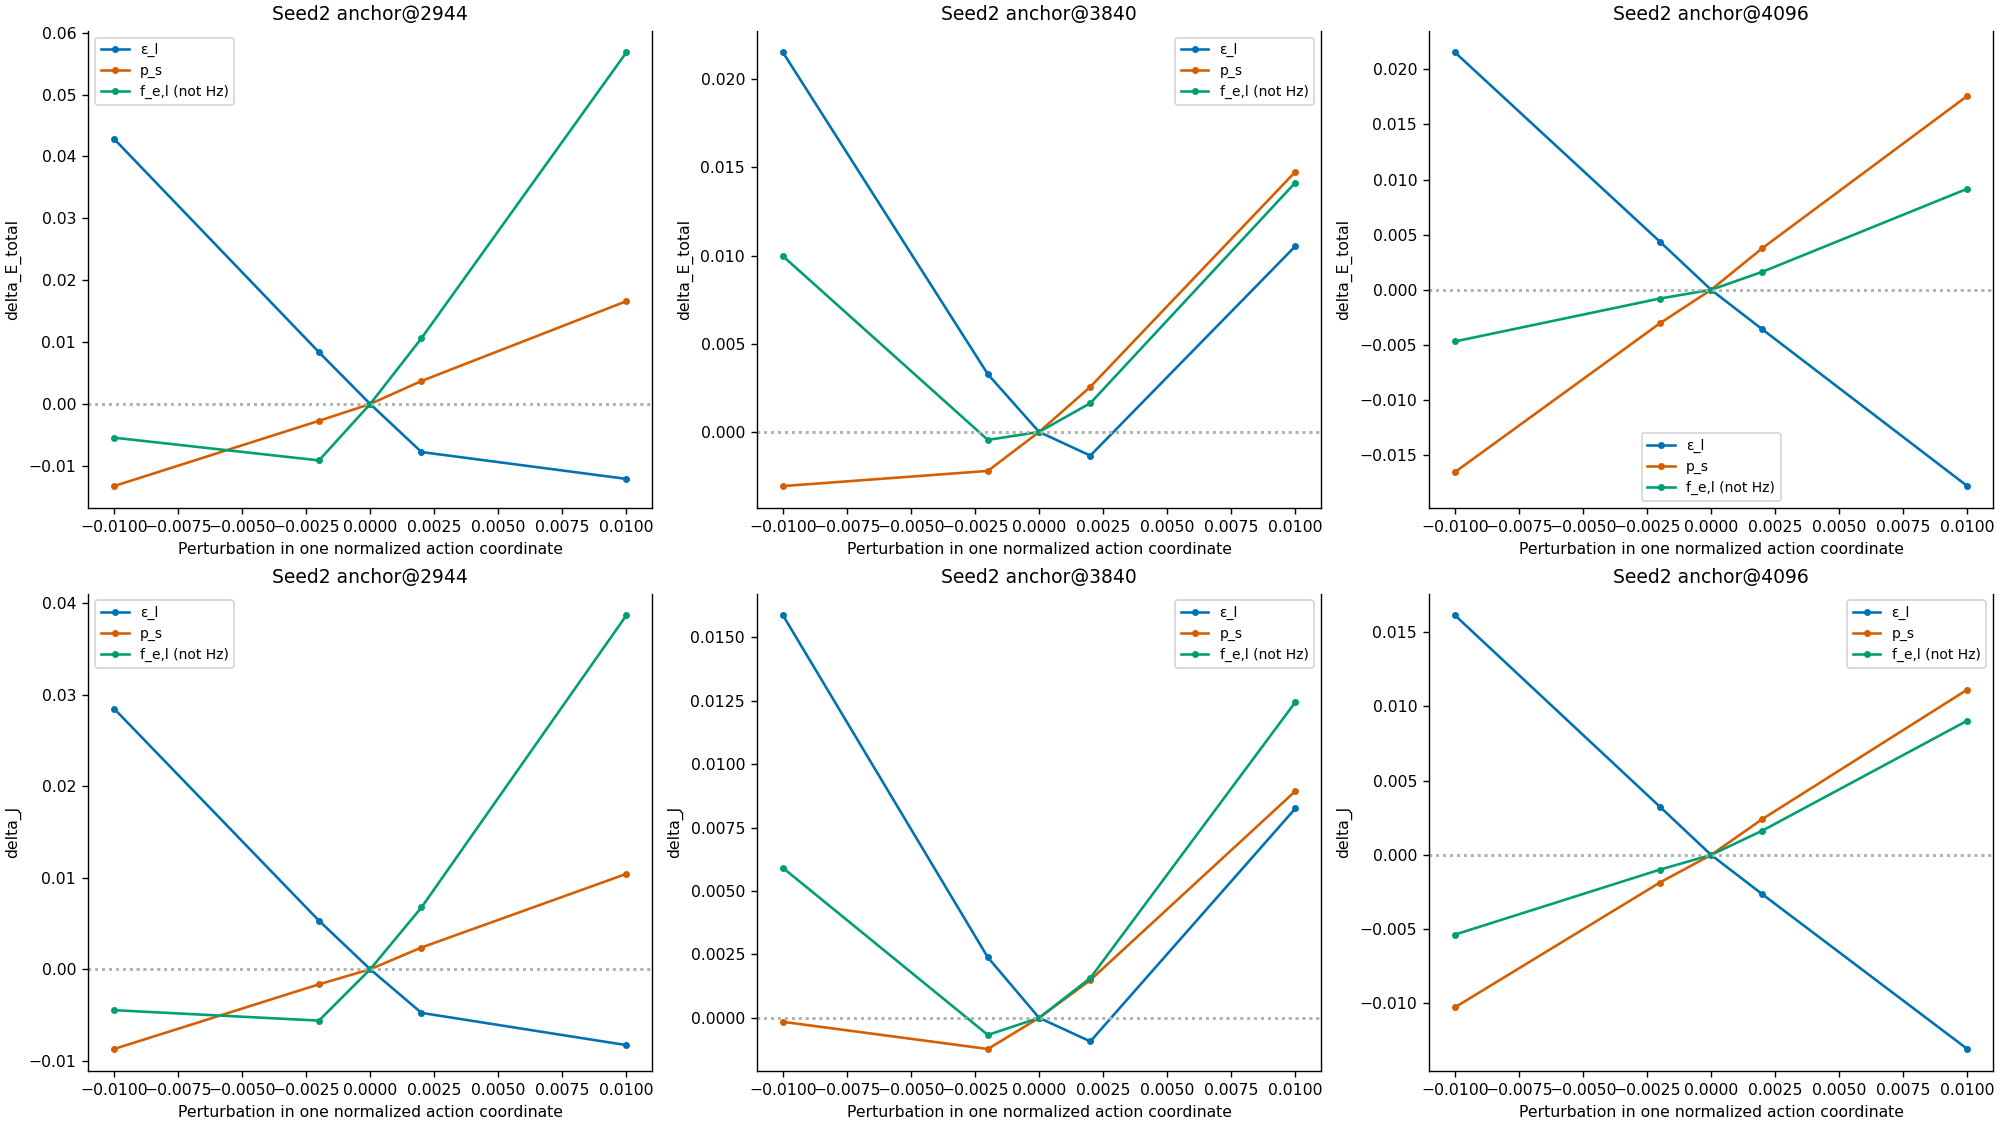 Seed2 anchor@2944
delta_E_total
0.06
0.05
0.04
0.03
0.02
0.01
0.00
−0.01
ε_l
p_s
f_e,l (not Hz)
−0.0100 −0.0075 −0.0050 −0.0025 0.0000 0.0025 0.0050 0.0075 0.0100
Perturbation in one normalized action coordinate
Seed2 anchor@3840
delta_E_total
0.020
0.015
0.010
0.005
0.000
ε_l
p_s
f_e,l (not Hz)
−0.0100 −0.0075 −0.0050 −0.0025 0.0000 0.0025 0.0050 0.0075 0.0100
Perturbation in one normalized action coordinate
Seed2 anchor@4096
delta_E_total
0.020
0.015
0.010
0.005
0.000
−0.005
−0.010
−0.015
ε_l
p_s
f_e,l (not Hz)
−0.0100 −0.0075 −0.0050 −0.0025 0.0000 0.0025 0.0050 0.0075 0.0100
Perturbation in one normalized action coordinate
Seed2 anchor@2944
delta_J
0.04
0.03
0.02
0.01
0.00
−0.01
ε_l
p_s
f_e,l (not Hz)
−0.0100 −0.0075 −0.0050 −0.0025 0.0000 0.0025 0.0050 0.0075 0.0100
Perturbation in one normalized action coordinate
Seed2 anchor@3840
delta_J
0.0150
0.0125
0.0100
0.0075
0.0050
0.0025
0.0000
ε_l
p_s
f_e,l (not Hz)
−0.0100 −0.0075 −0.0050 −0.0025 0.0000 0.0025 0.0050 0.0075 0.0100
Perturbation in one normalized action coordinate
Seed2 anchor@4096
delta_J
0.015
0.010
0.005
0.000
−0.005
−0.010
ε_l
p_s
f_e,l (not Hz)
−0.0100 −0.0075 −0.0050 −0.0025 0.0000 0.0025 0.0050 0.0075 0.0100
Perturbation in one normalized action coordinate